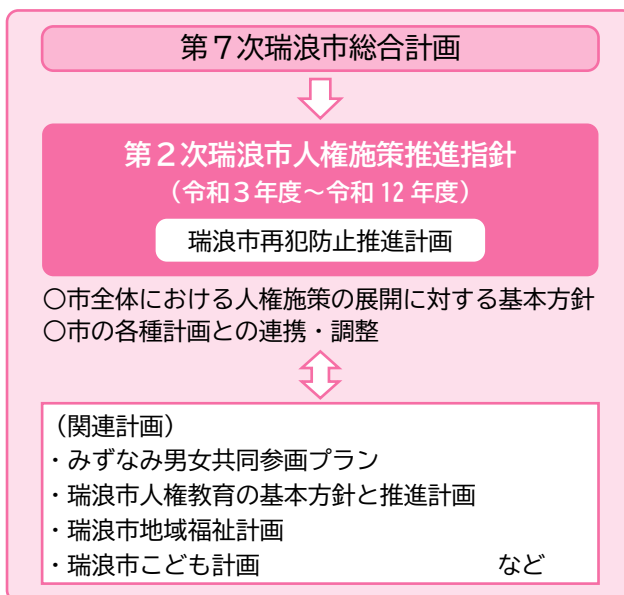 第７次瑞浪市総合計画
第２次瑞浪市人権施策推進指針
（令和３年度～令和 12 年度）
瑞浪市再犯防止推進計画
〇市全体における人権施策の展開に対する基本方針
〇市の各種計画との連携・調整
（関連計画）
・みずなみ男女共同参画プラン
・瑞浪市人権教育の基本方針と推進計画
・瑞浪市地域福祉計画
・瑞浪市こども計画 など